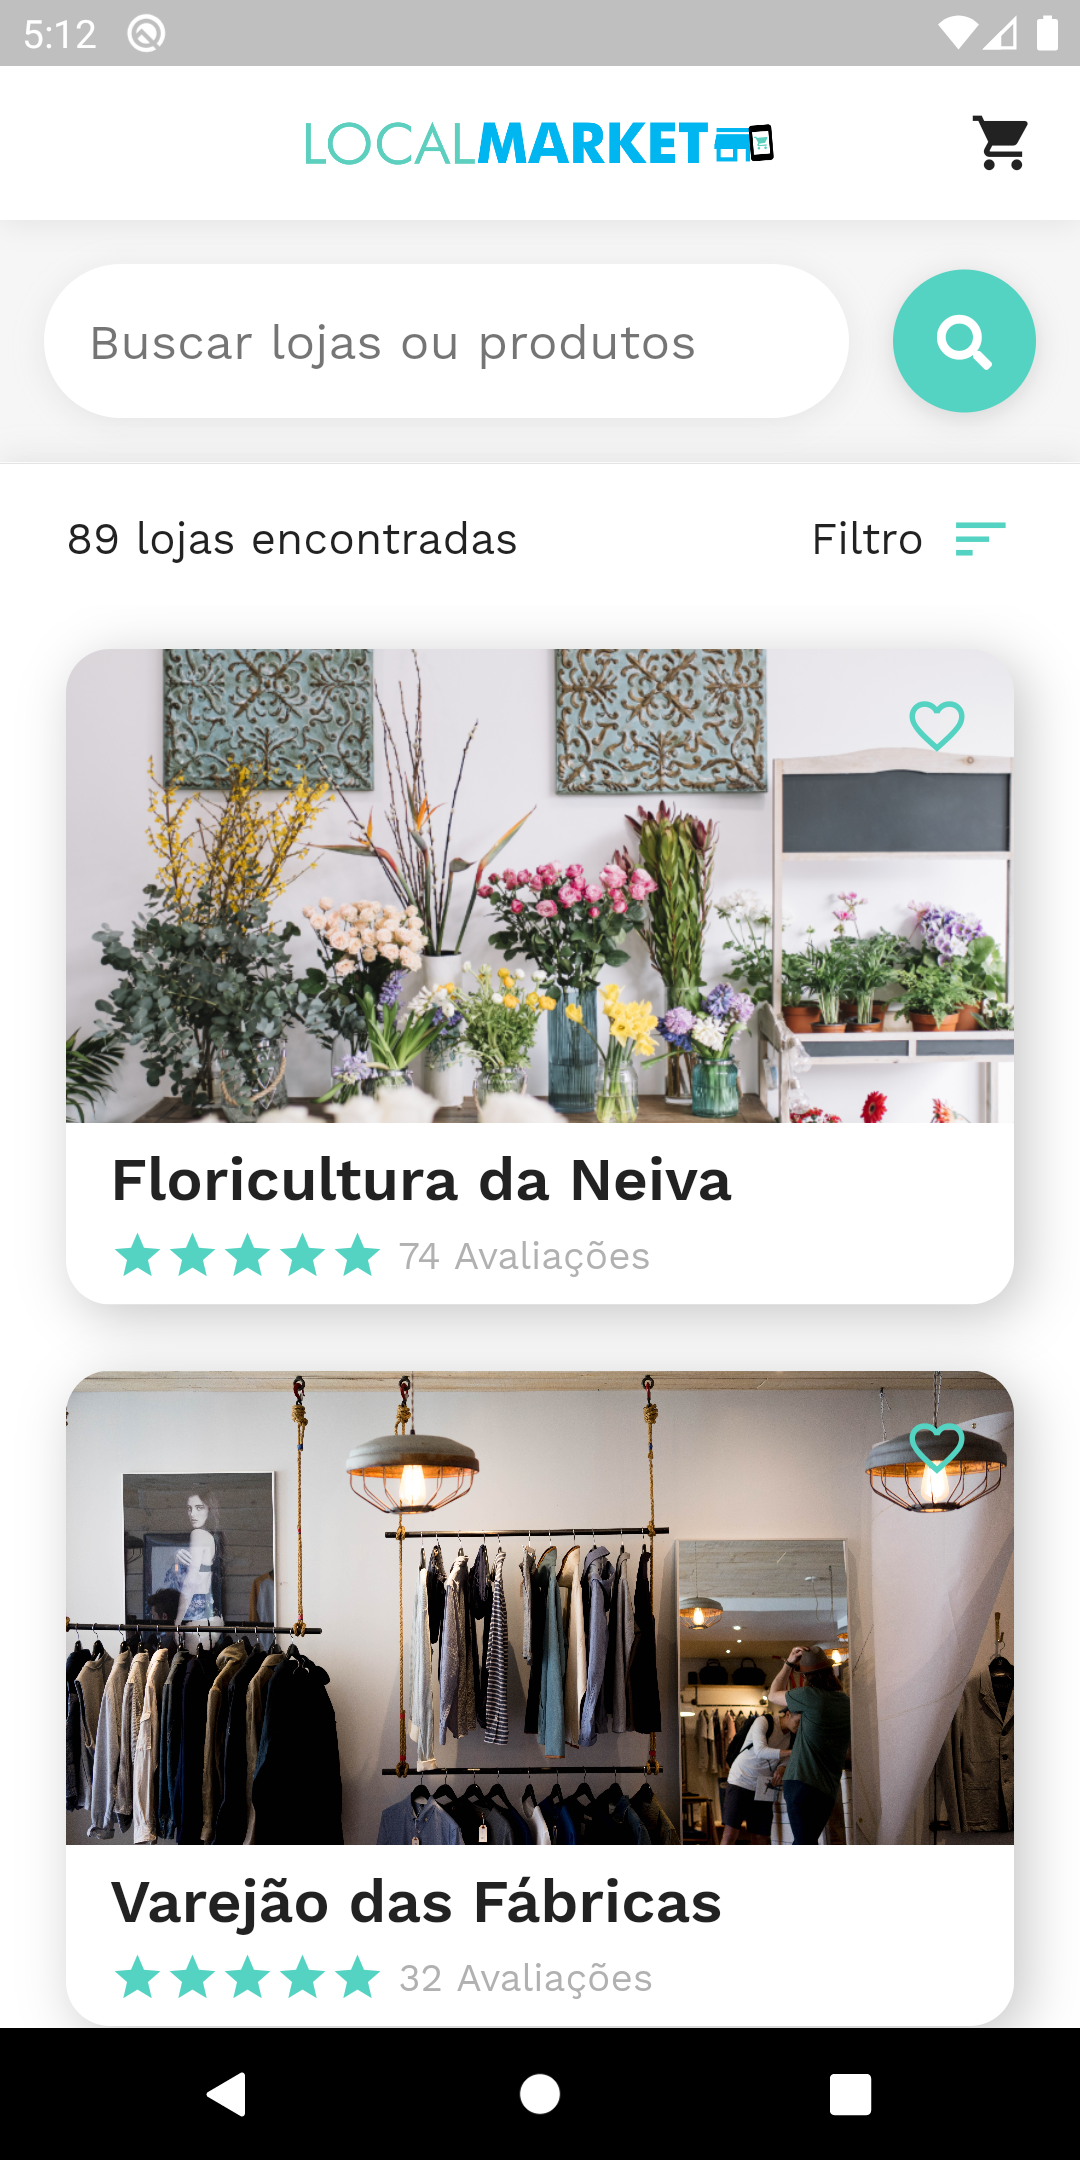 5:12
LOCALMARKET
Buscar lojas ou produtos
89 lojas encontradas
Filtro
Floricultura da Neiva
74 Avaliações
Varejão das Fábricas
32 Avaliações